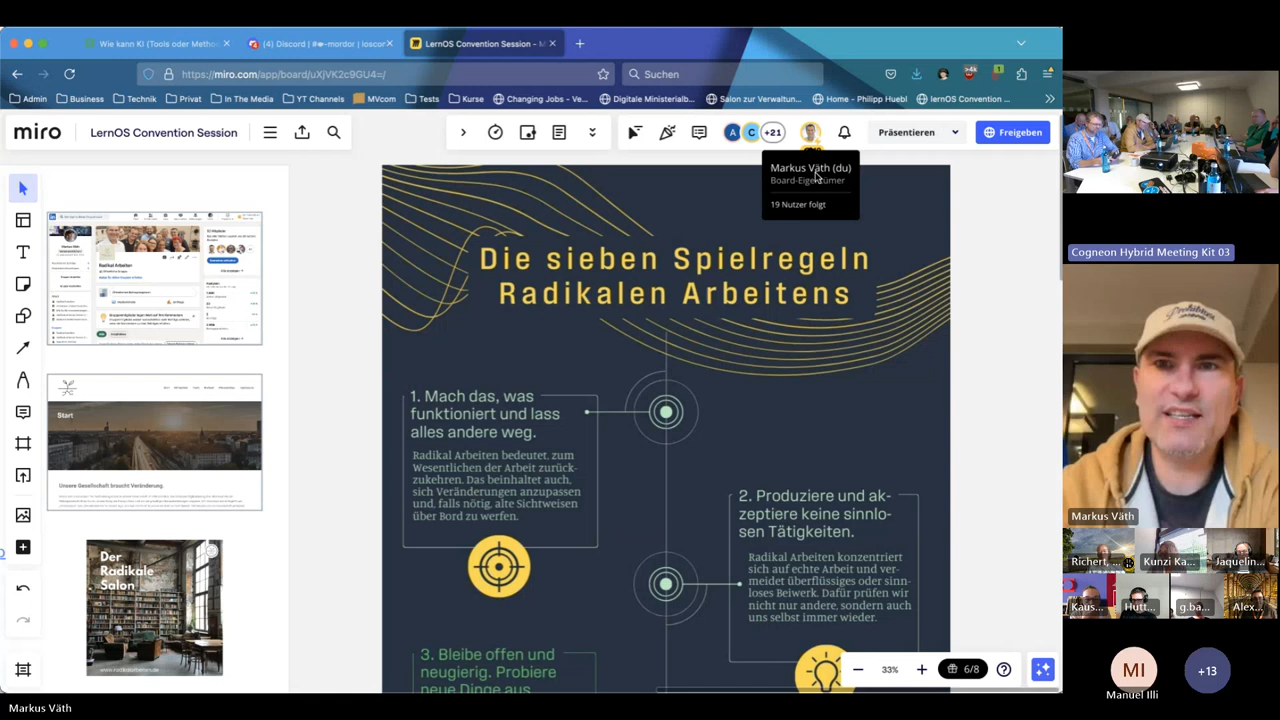 Wie kann KI (Tools oder Metho
(4) Discord | #❤-mordor | loscor
LernOS Convention Session - M
https://miro.com/app/board/uXjVK2c9GU4=/
Suchen
Admin
Business
Technik
Privat
In The Media
YT Channels
MVcom
Tests
Kurse
Changing Jobs - Ve...
Digitale Ministerialb...
Salon zur Verwaltun...
Home - Philipp Huebl
lernOS Convention ...
miro
LernOS Convention Session
A
C
+21
Präsentieren
Freigeben
Markus Väth (du)
Board-Eigentümer
19 Nutzer folgt
Cogneon Hybrid Meeting Kit 03
Die sieben Spielregeln
Radikalen Arbeitens
1. Mach das, was
funktioniert und lass
alles andere weg.
Radikal Arbeiten bedeutet, zum
Wesentlichen der Arbeit zurück-
zukehren. Das beinhaltet auch,
sich Veränderungen anzupassen
und, falls nötig, alte Sichtweisen
über Bord zu werfen.
2. Produziere und ak-
zeptiere keine sinnlo-
sen Tätigkeiten.
Radikal Arbeiten konzentriert
sich auf echte Arbeit und ver-
meidet überflüssiges oder sinn-
loses Beiwerk. Dafür prüfen wir
nicht nur andere, sondern auch
uns selbst immer wieder.
3. Bleibe offen und
neugierig. Probiere
neue Dinge aus
Radikal Arbeiten
Start
Unsere Gesellschaft braucht Veränderung.
Der
Radikale
Salon
www.radikalarbeiten.de
33%
6/8
Markus Väth
Richert, ...
Kunzi Ka...
Jaquelin...
Kaus...
Hutt...
g.ba...
Alex...
MI
Manuel Illi
+13
Markus Väth